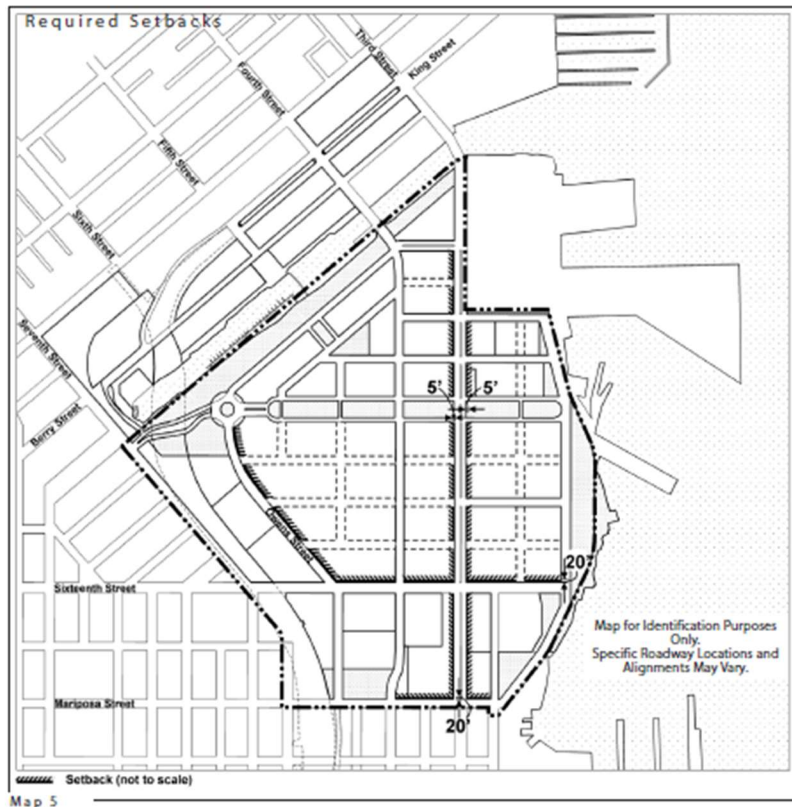 Required Setbacks
Third Street
King Street
Fourth Street
Fifth Street
Sixth Street
Seventh Street
Berry Street
5'
5'
Owens Street
20'
Sixteenth Street
Map for Identification Purposes
Only.
Specific Roadway Locations and
Alignments May Vary.
Mariposa Street
20'
Setback (not to scale)
Map 5